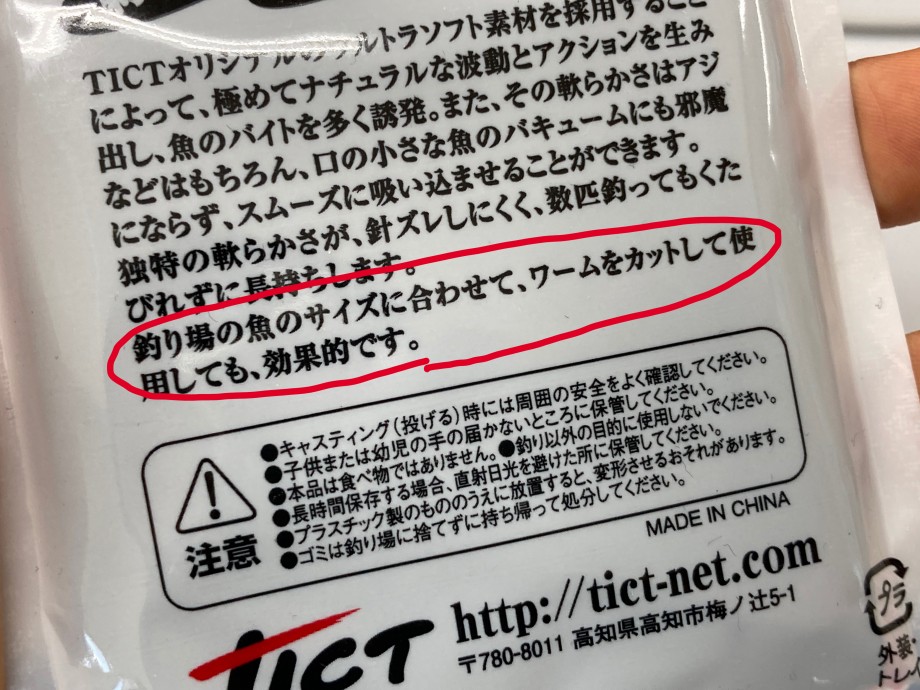 TICTオリジナルのウルトラソフト素材を採用すること
によって、極めてナチュラルな波動とアクションを生み
出し、魚のバイトを多く誘発。また、その軟らかさはアジ
などはもちろん、口の小さな魚のバキュームにも邪魔
にならず、スムーズに吸い込ませることができます。
独特の軟らかさが、針ズレしにくく、数匹釣ってもくた
びれずに長持ちします。
釣り場の魚のサイズに合わせて、ワームをカットして使
用しても、効果的です。
注意
●キャスティング(投げる)時には周囲の安全をよく確認してください。
●子供または幼児の手の届かないところに保管してください。
●本品は食べ物ではありません。●釣り以外の目的に使用しないでください。
●長時間保存する場合、直射日光を避けた所に保管してください。
●プラスチック製のもののうえに放置すると、変形させるおそれがあります。
●ゴミは釣り場に捨てずに持ち帰って処分してください。
MADE IN CHINA
TICT
http://tict-net.com
〒780-8011 高知県高知市梅ノ辻5-1
プラ
外装・
トレ